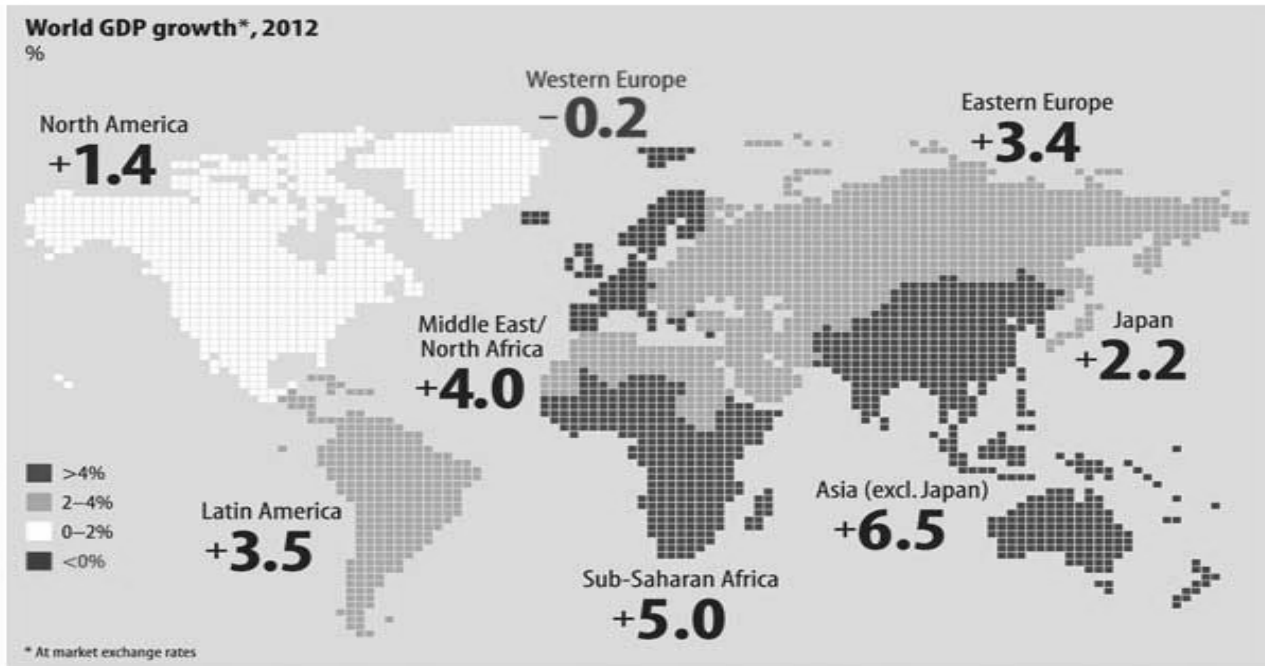 World GDP growth*, 2012
%
Western Europe
−0.2
Eastern Europe
+3.4
North America
+1.4
Middle East/
North Africa
+4.0
Japan
+2.2
>4%
2–4%
0–2%
<0%
Latin America
+3.5
Asia (excl. Japan)
+6.5
Sub-Saharan Africa
+5.0
* At market exchange rates